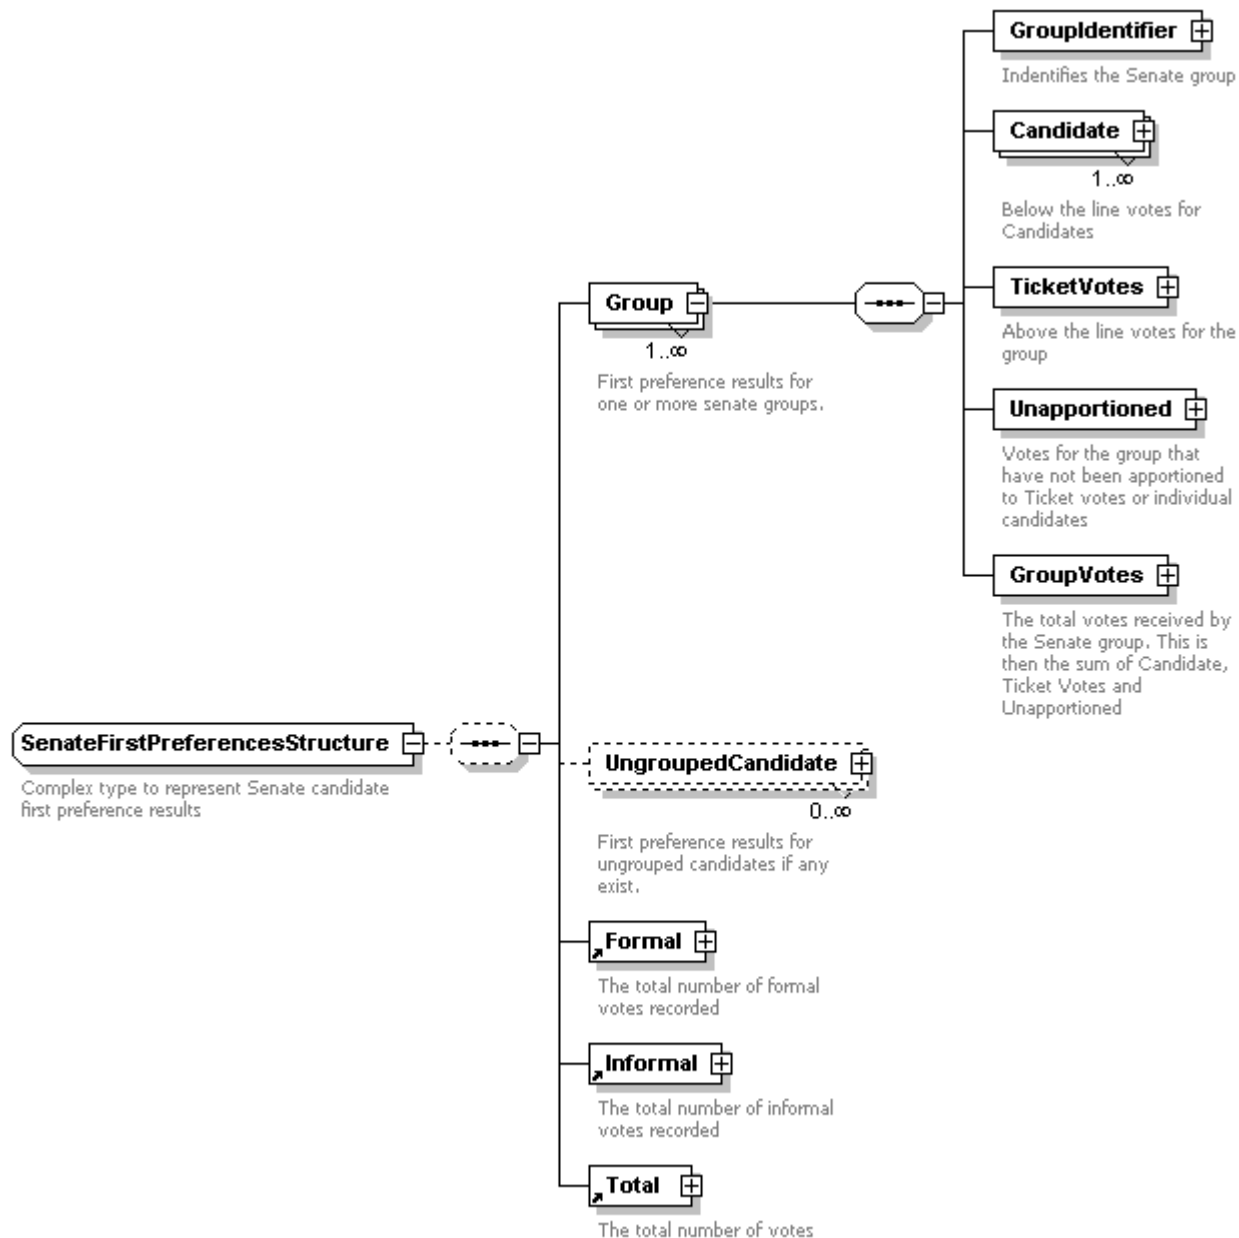 GroupIdentifier
Indentifies the Senate group
Candidate
1..∞
Below the line votes for
Candidates
TicketVotes
Above the line votes for the
group
Unapportioned
Votes for the group that
have not been apportioned
to Ticket votes or individual
candidates
GroupVotes
The total votes received by
the Senate group. This is
then the sum of Candidate,
Ticket Votes and
Unapportioned
Group
1..∞
First preference results for
one or more senate groups.
SenateFirstPreferencesStructure
Complex type to represent Senate candidate
first preference results
UngroupedCandidate
0..∞
First preference results for
ungrouped candidates if any
exist.
Formal
The total number of formal
votes recorded
Informal
The total number of informal
votes recorded
Total
The total number of votes